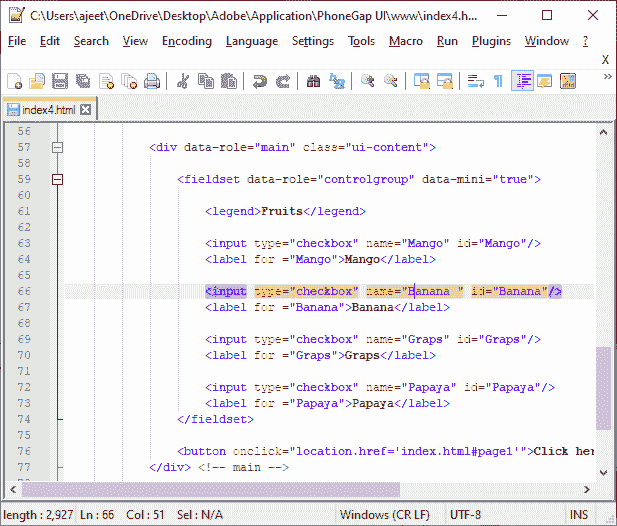 C:\Users\ajeet\OneDrive\Desktop\Adobe\Application\PhoneGap UI\www\index4.h...
File Edit Search View Encoding Language Settings Tools Macro Run Plugins Window ?
X
index4.html
56
57 <div data-role="main" class="ui-content">
58
59 <fieldset data-role="controlgroup" data-mini="true">
60
61 <legend>Fruits</legend>
62
63 <input type="checkbox" name="Mango" id="Mango"/>
64 <label for ="Mango">Mango</label>
65
66 <input type="checkbox" name="Banana " id="Banana"/>
67 <label for ="Banana">Banana</label>
68
69 <input type="checkbox" name="Graps" id="Graps"/>
70 <label for ="Graps">Graps</label>
71
72 <input type="checkbox" name="Papaya" id="Papaya"/>
73 <label for ="Papaya">Papaya</label>
74 </fieldset>
75
76 <button onclick="location.href='index.html#page1'">Click her
77 </div> <!-- main -->
length : 2,927 Ln : 66 Col : 51 Sel : N/A Windows (CR LF) UTF-8 INS